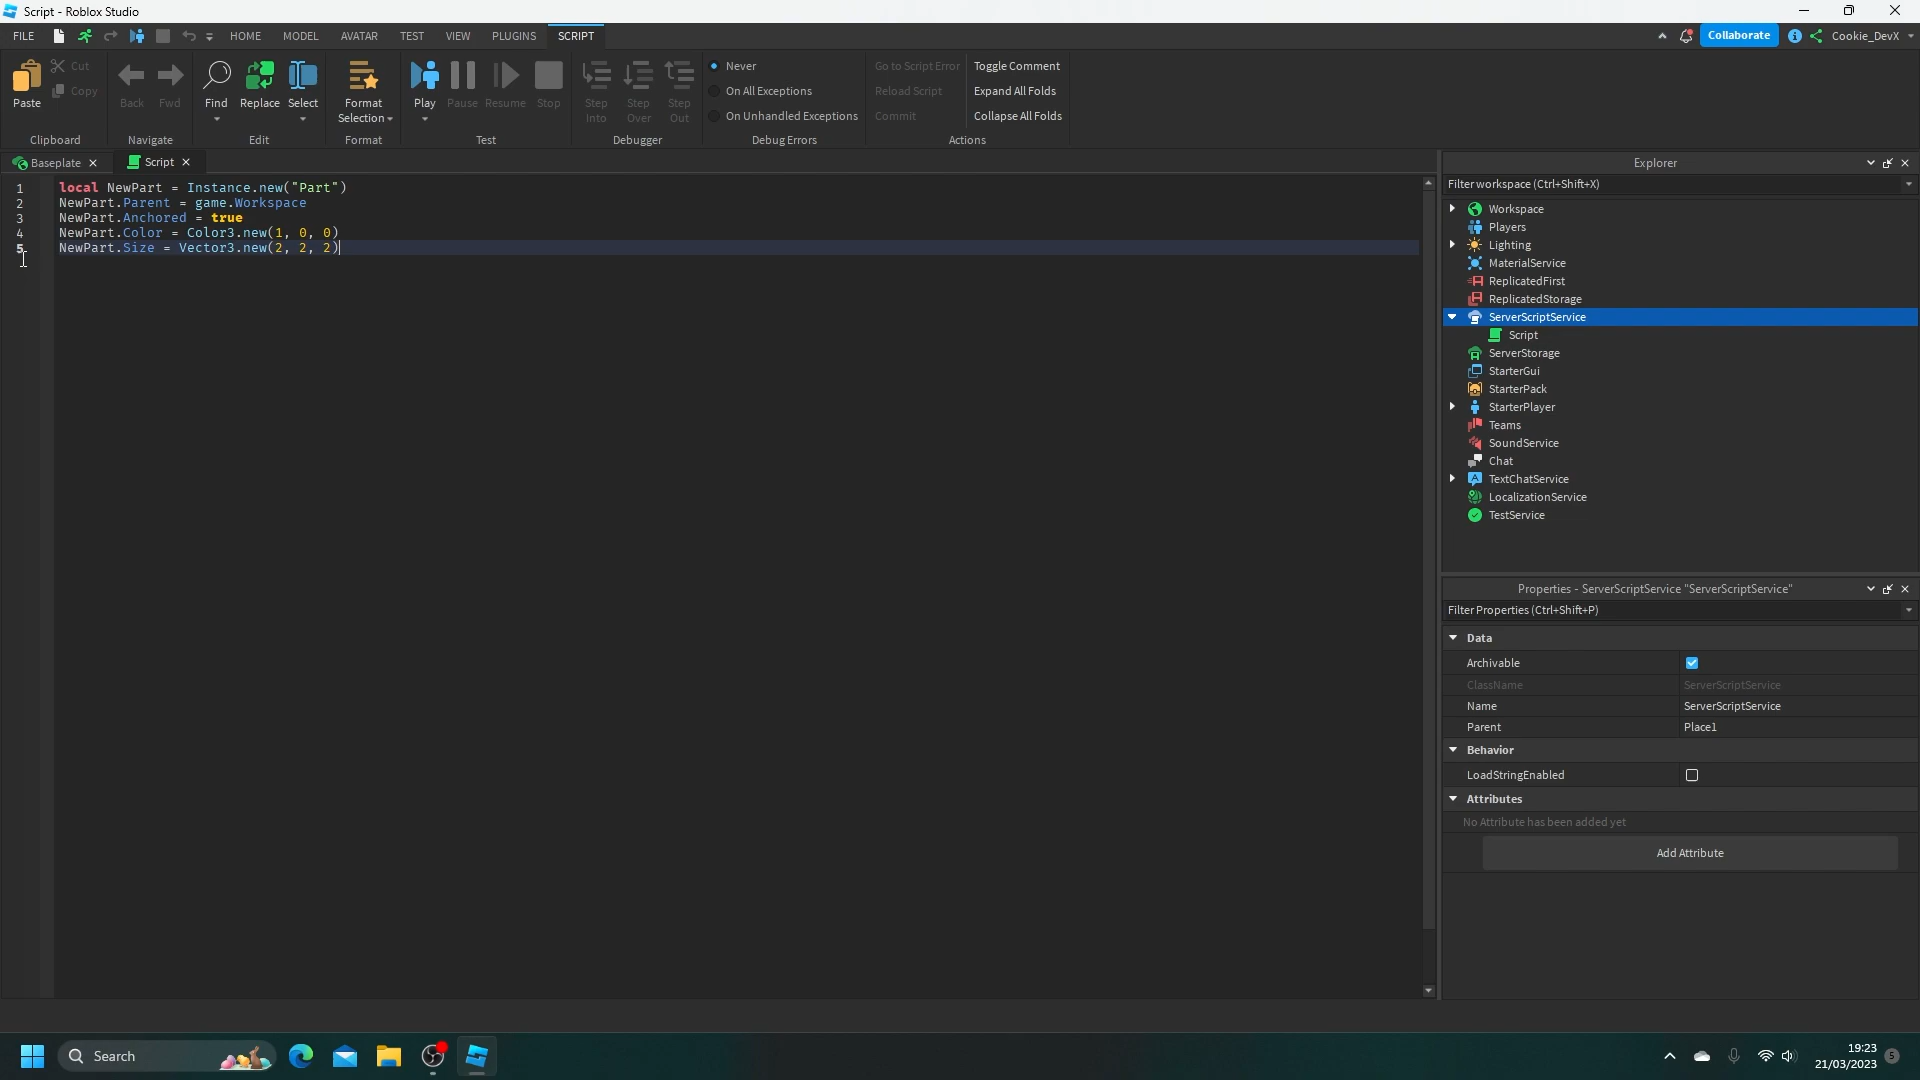 Script - Roblox Studio
FILE HOME MODEL AVATAR TEST VIEW PLUGINS SCRIPT Collaborate Cookie_DevX
Paste Cut Copy Clipboard
Back Fwd Navigate
Find Replace Select Edit
Format Selection Format
Play Pause Resume Stop Test
Step Into Step Over Step Out Debugger
Never
On All Exceptions
On Unhandled Exceptions
Debug Errors
Go to Script Error Toggle Comment
Reload Script Expand All Folds
Commit Collapse All Folds
Actions
Baseplate Script
1 local NewPart = Instance.new("Part")
2 NewPart.Parent = game.Workspace
3 NewPart.Anchored = true
4 NewPart.Color = Color3.new(1, 0, 0)
5 NewPart.Size = Vector3.new(2, 2, 2)
Explorer
Filter workspace (Ctrl+Shift+X)
Workspace
Players
Lighting
MaterialService
ReplicatedFirst
ReplicatedStorage
ServerScriptService
Script
ServerStorage
StarterGui
StarterPack
StarterPlayer
Teams
SoundService
Chat
TextChatService
LocalizationService
TestService
Properties - ServerScriptService "ServerScriptService"
Filter Properties (Ctrl+Shift+P)
Data
Archivable
ClassName ServerScriptService
Name ServerScriptService
Parent Place1
Behavior
LoadStringEnabled
Attributes
No Attribute has been added yet
Add Attribute
Search
19:23
21/03/2023
5